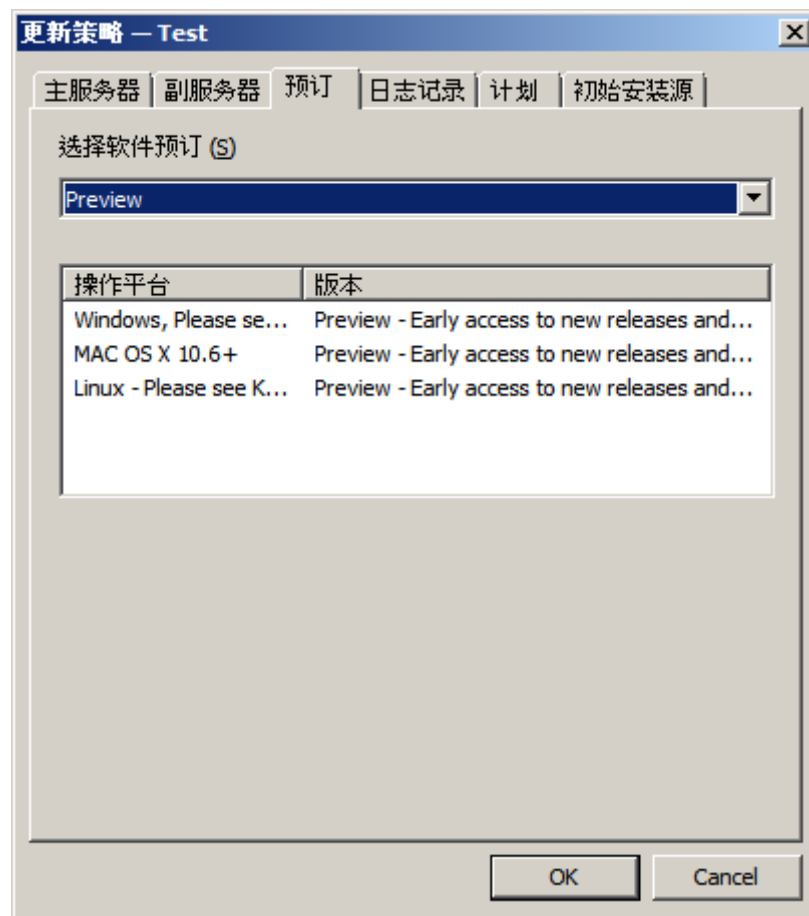 更新策略 — Test
主服务器 副服务器 预订 日志记录 计划 初始安装源
选择软件预订 (S)
Preview
操作平台 版本
Windows, Please se... Preview - Early access to new releases and...
MAC OS X 10.6+ Preview - Early access to new releases and...
Linux - Please see K... Preview - Early access to new releases and...
OK Cancel